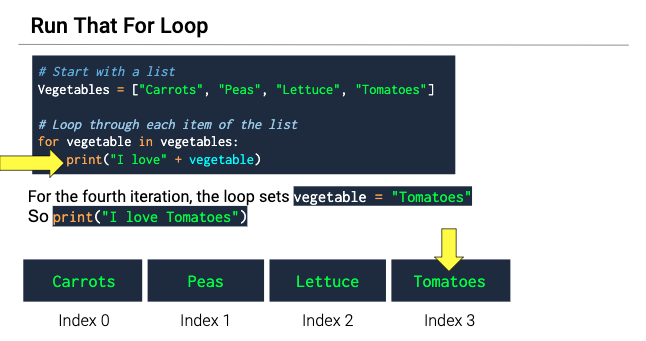 Run That For Loop
# Start with a list
Vegetables = ["Carrots", "Peas", "Lettuce", "Tomatoes"]
# Loop through each item of the list
for vegetable in vegetables:
print("I love" + vegetable)
For the fourth iteration, the loop sets vegetable = "Tomatoes"
So print("I love Tomatoes")
Carrots Peas Lettuce Tomatoes
Index 0 Index 1 Index 2 Index 3